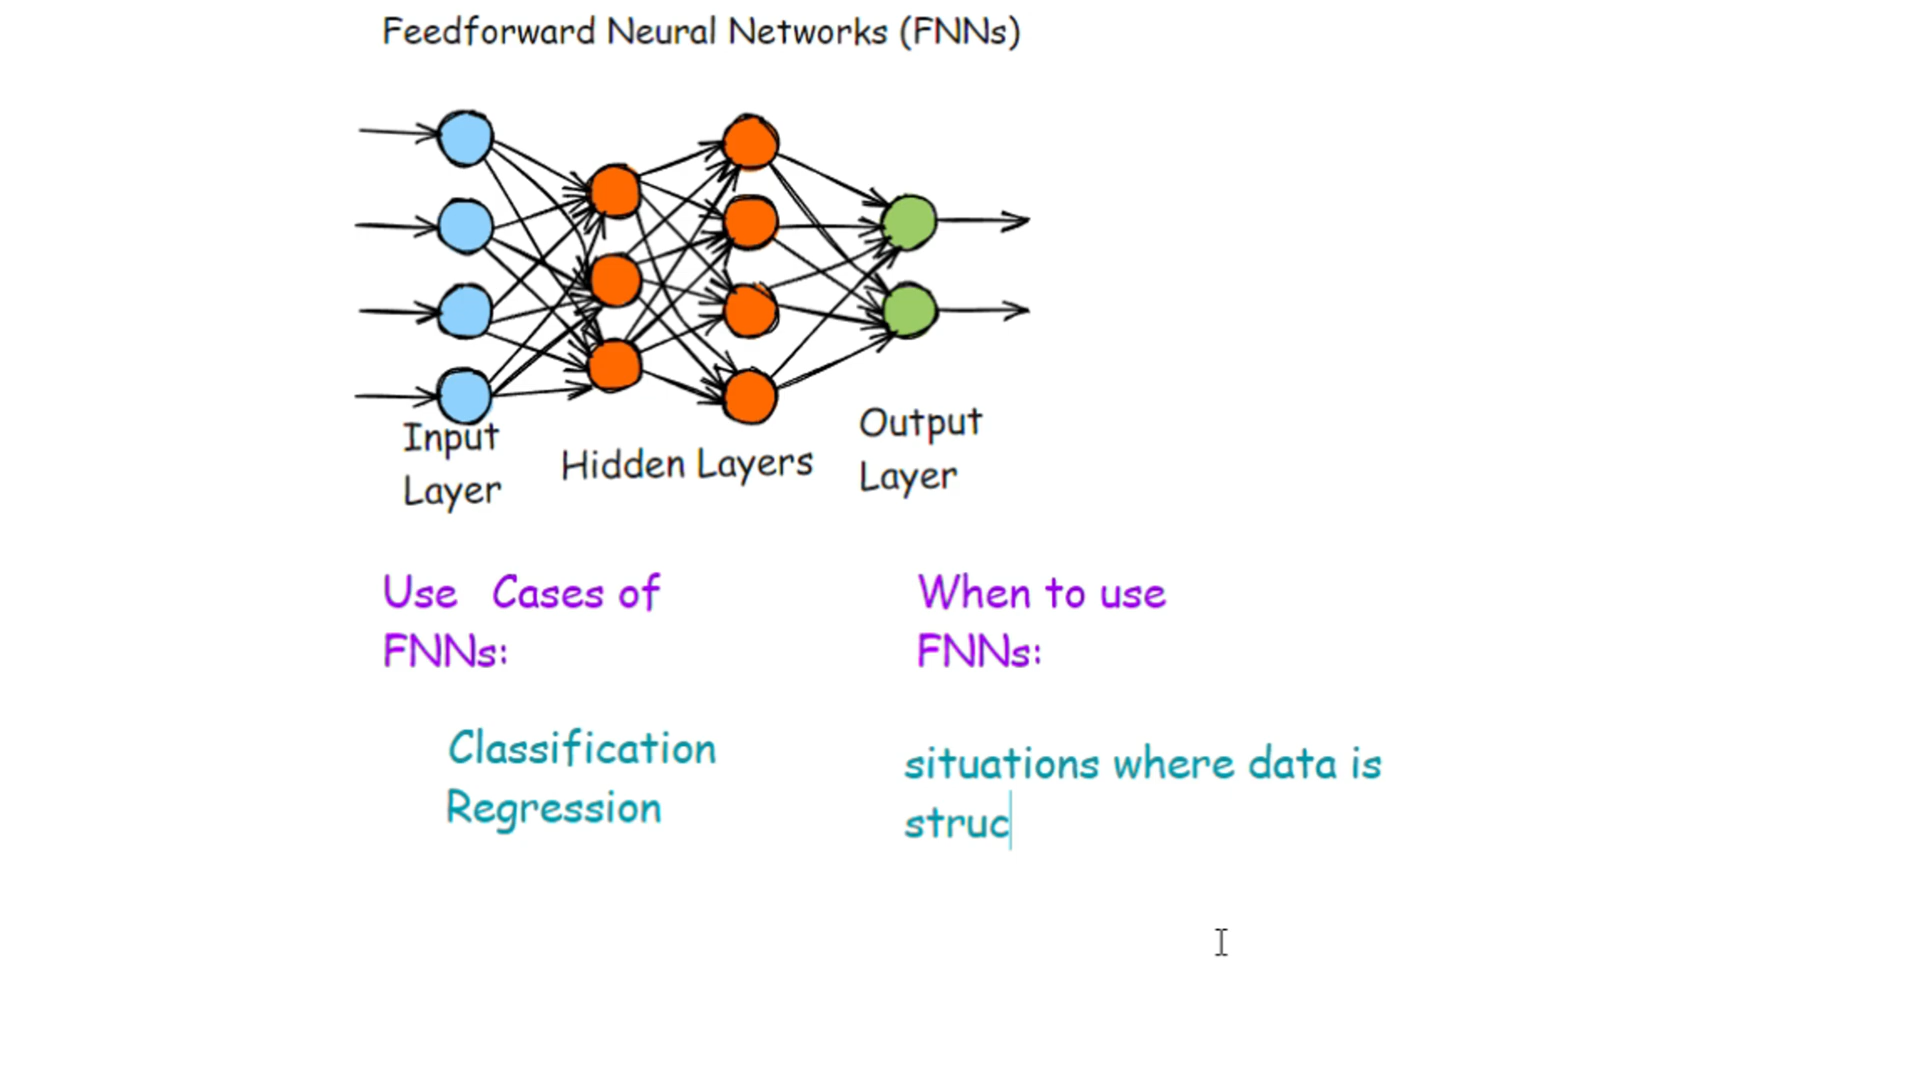 Feedforward Neural Networks (FNNs)
Input
Layer
Hidden Layers
Output
Layer
Use Cases of
FNNs:
Classification
Regression
When to use
FNNs:
situations where data is
struc